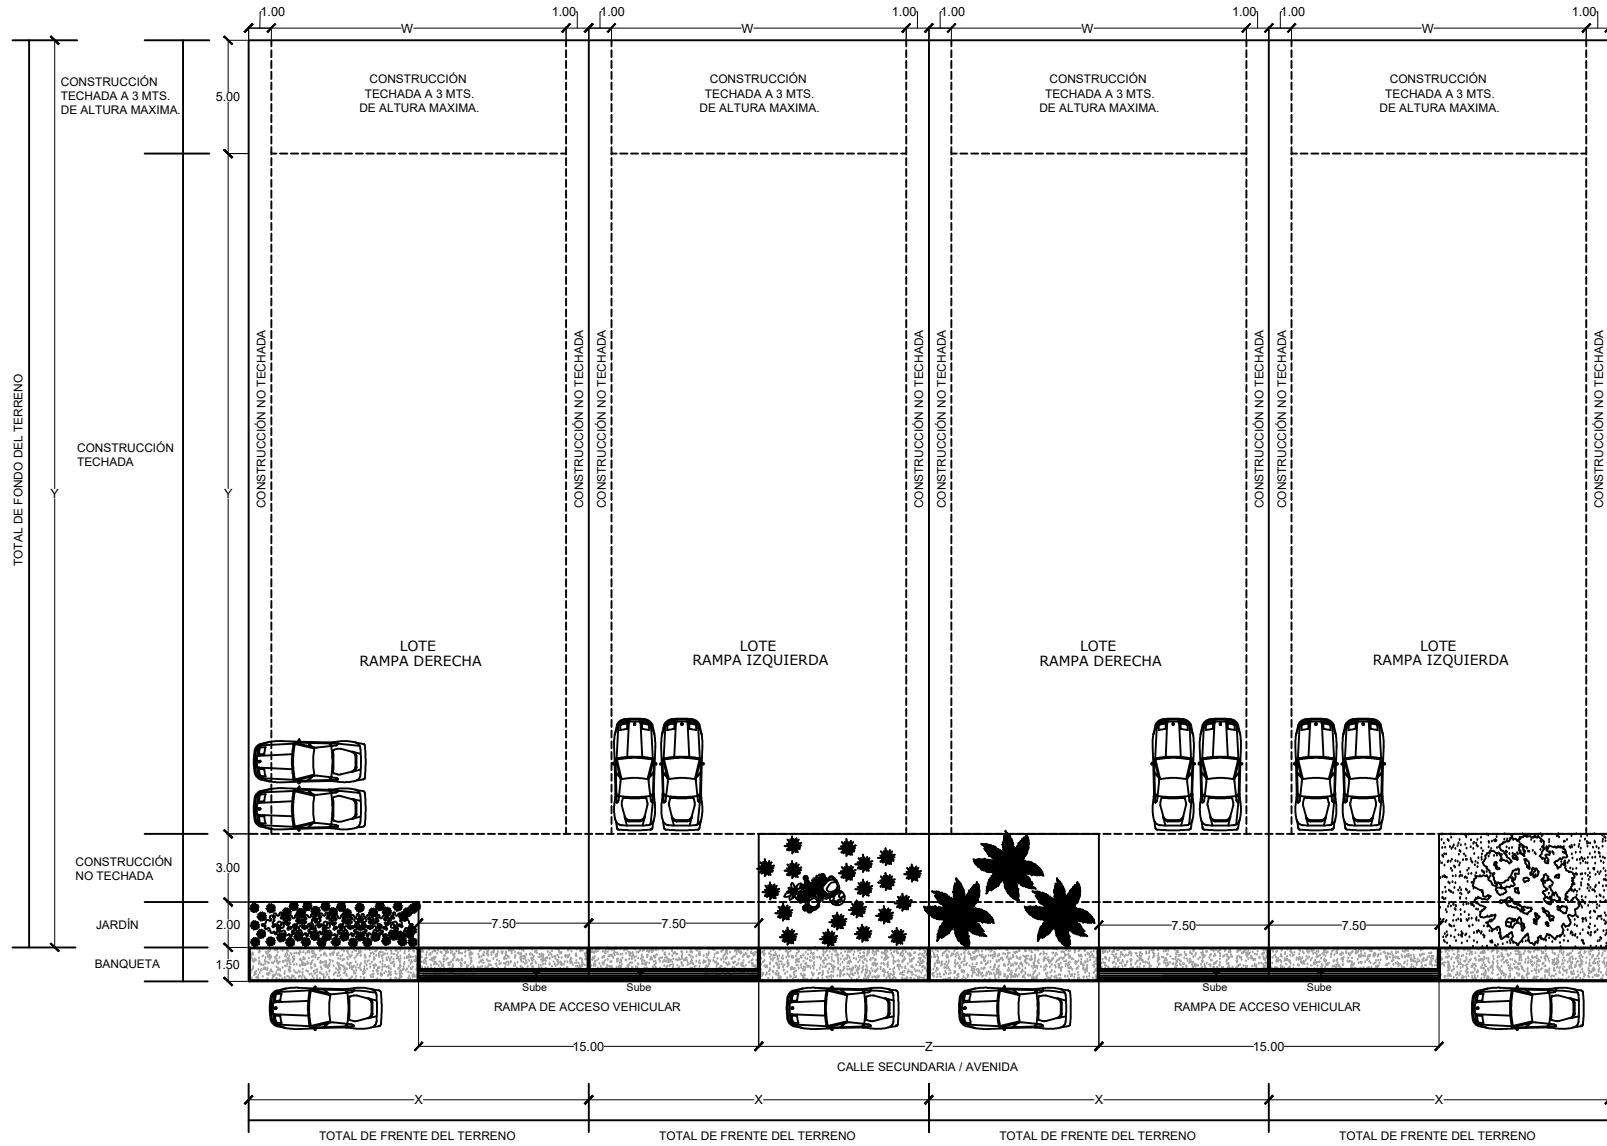 1.00 1.00 1.00 1.00 1.00 1.00 1.00 1.00
W W W W
CONSTRUCCIÓN
TECHADA A 3 MTS.
DE ALTURA MAXIMA.
5.00
CONSTRUCCIÓN
TECHADA A 3 MTS.
DE ALTURA MAXIMA.
CONSTRUCCIÓN
TECHADA A 3 MTS.
DE ALTURA MAXIMA.
CONSTRUCCIÓN
TECHADA A 3 MTS.
DE ALTURA MAXIMA.
CONSTRUCCIÓN
TECHADA A 3 MTS.
DE ALTURA MAXIMA.
TOTAL DE FONDO DEL TERRENO
Y
CONSTRUCCIÓN
TECHADA
Y
CONSTRUCCIÓN NO TECHADA
CONSTRUCCIÓN NO TECHADA
CONSTRUCCIÓN NO TECHADA
CONSTRUCCIÓN NO TECHADA
CONSTRUCCIÓN NO TECHADA
CONSTRUCCIÓN NO TECHADA
CONSTRUCCIÓN NO TECHADA
CONSTRUCCIÓN NO TECHADA
LOTE
RAMPA DERECHA
LOTE
RAMPA IZQUIERDA
LOTE
RAMPA DERECHA
LOTE
RAMPA IZQUIERDA
CONSTRUCCIÓN
NO TECHADA
3.00
JARDÍN
2.00
7.50 7.50 7.50 7.50
BANQUETA
1.50
Sube Sube Sube Sube
RAMPA DE ACCESO VEHICULAR RAMPA DE ACCESO VEHICULAR
15.00 Z 15.00
CALLE SECUNDARIA / AVENIDA
X X X X
TOTAL DE FRENTE DEL TERRENO TOTAL DE FRENTE DEL TERRENO TOTAL DE FRENTE DEL TERRENO TOTAL DE FRENTE DEL TERRENO